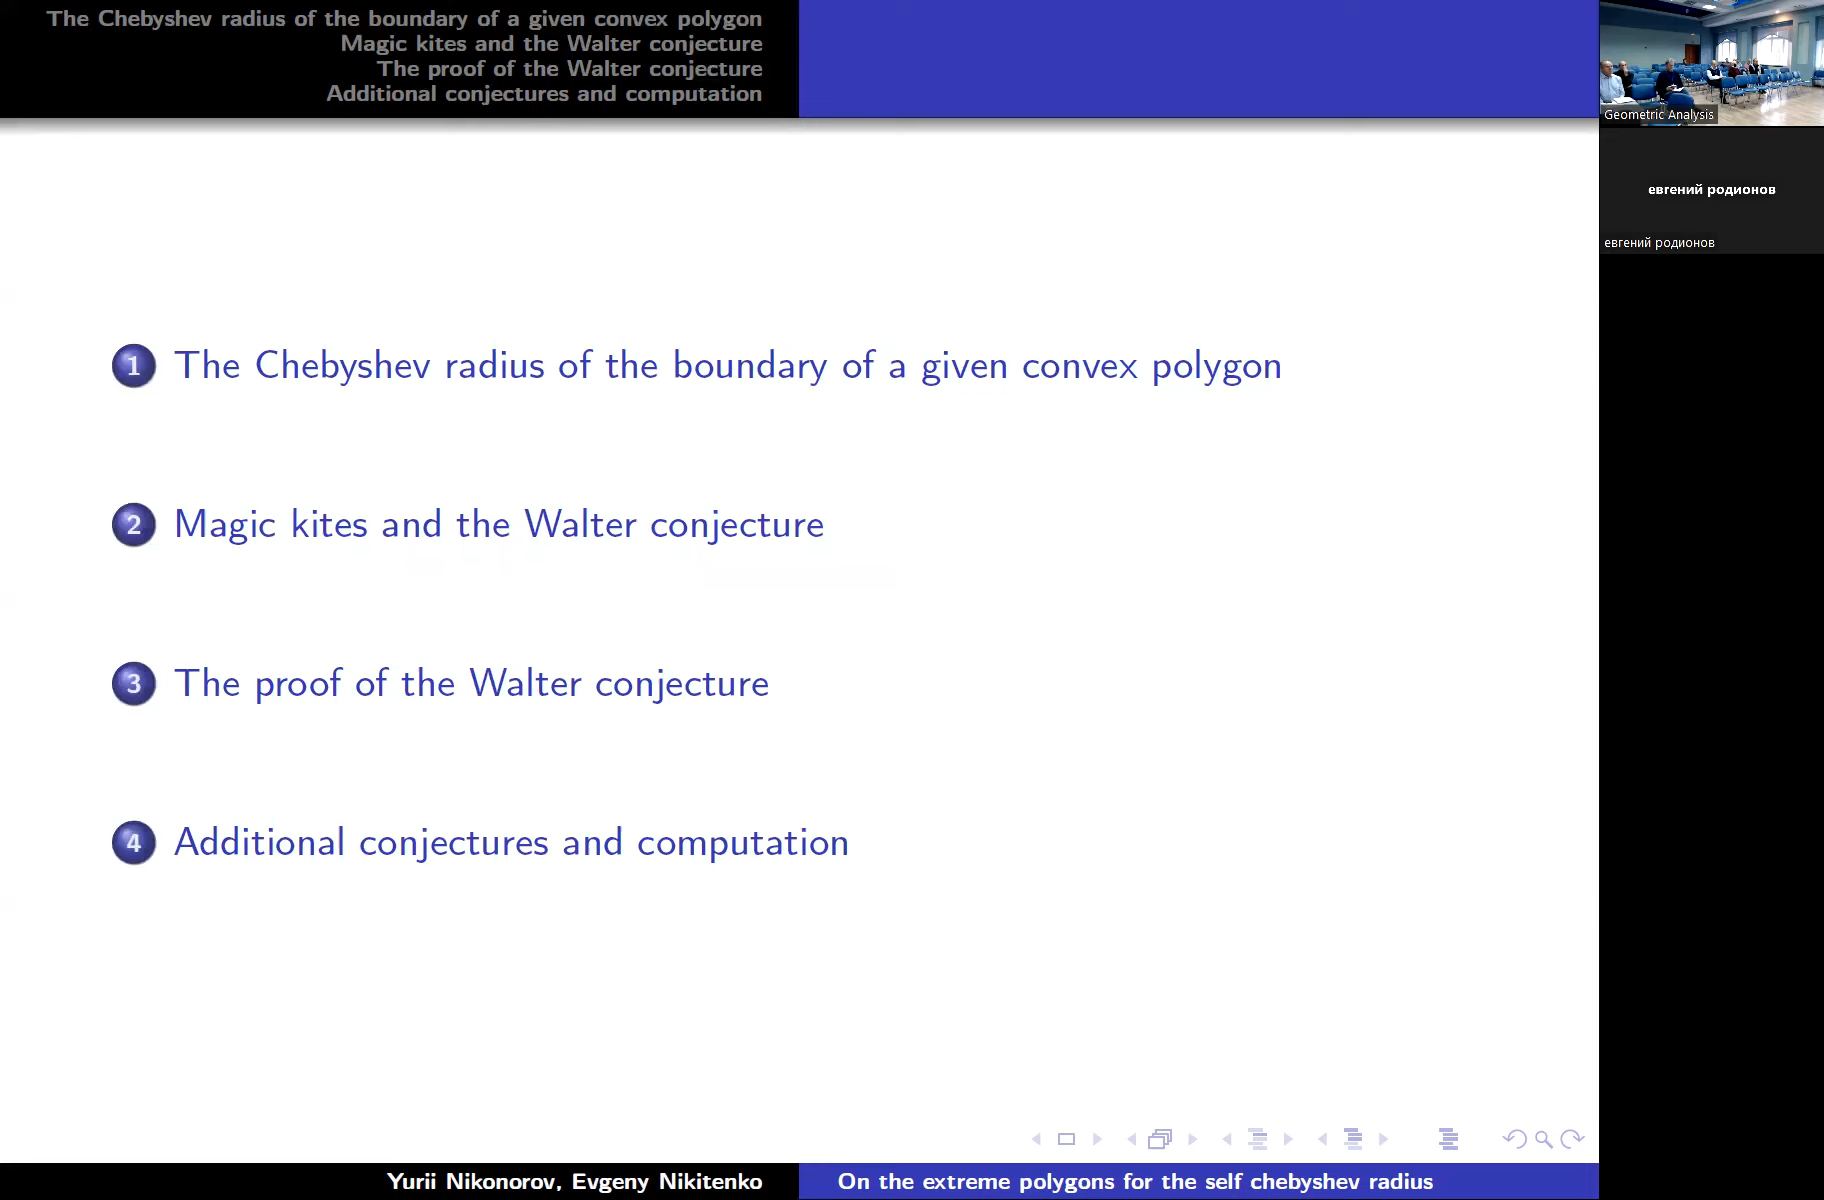 The Chebyshev radius of the boundary of a given convex polygon
Magic kites and the Walter conjecture
The proof of the Walter conjecture
Additional conjectures and computation
Geometric Analysis
евгений родионов
евгений родионов
1 The Chebyshev radius of the boundary of a given convex polygon
2 Magic kites and the Walter conjecture
3 The proof of the Walter conjecture
4 Additional conjectures and computation
Yurii Nikonorov, Evgeny Nikitenko
On the extreme polygons for the self chebyshev radius